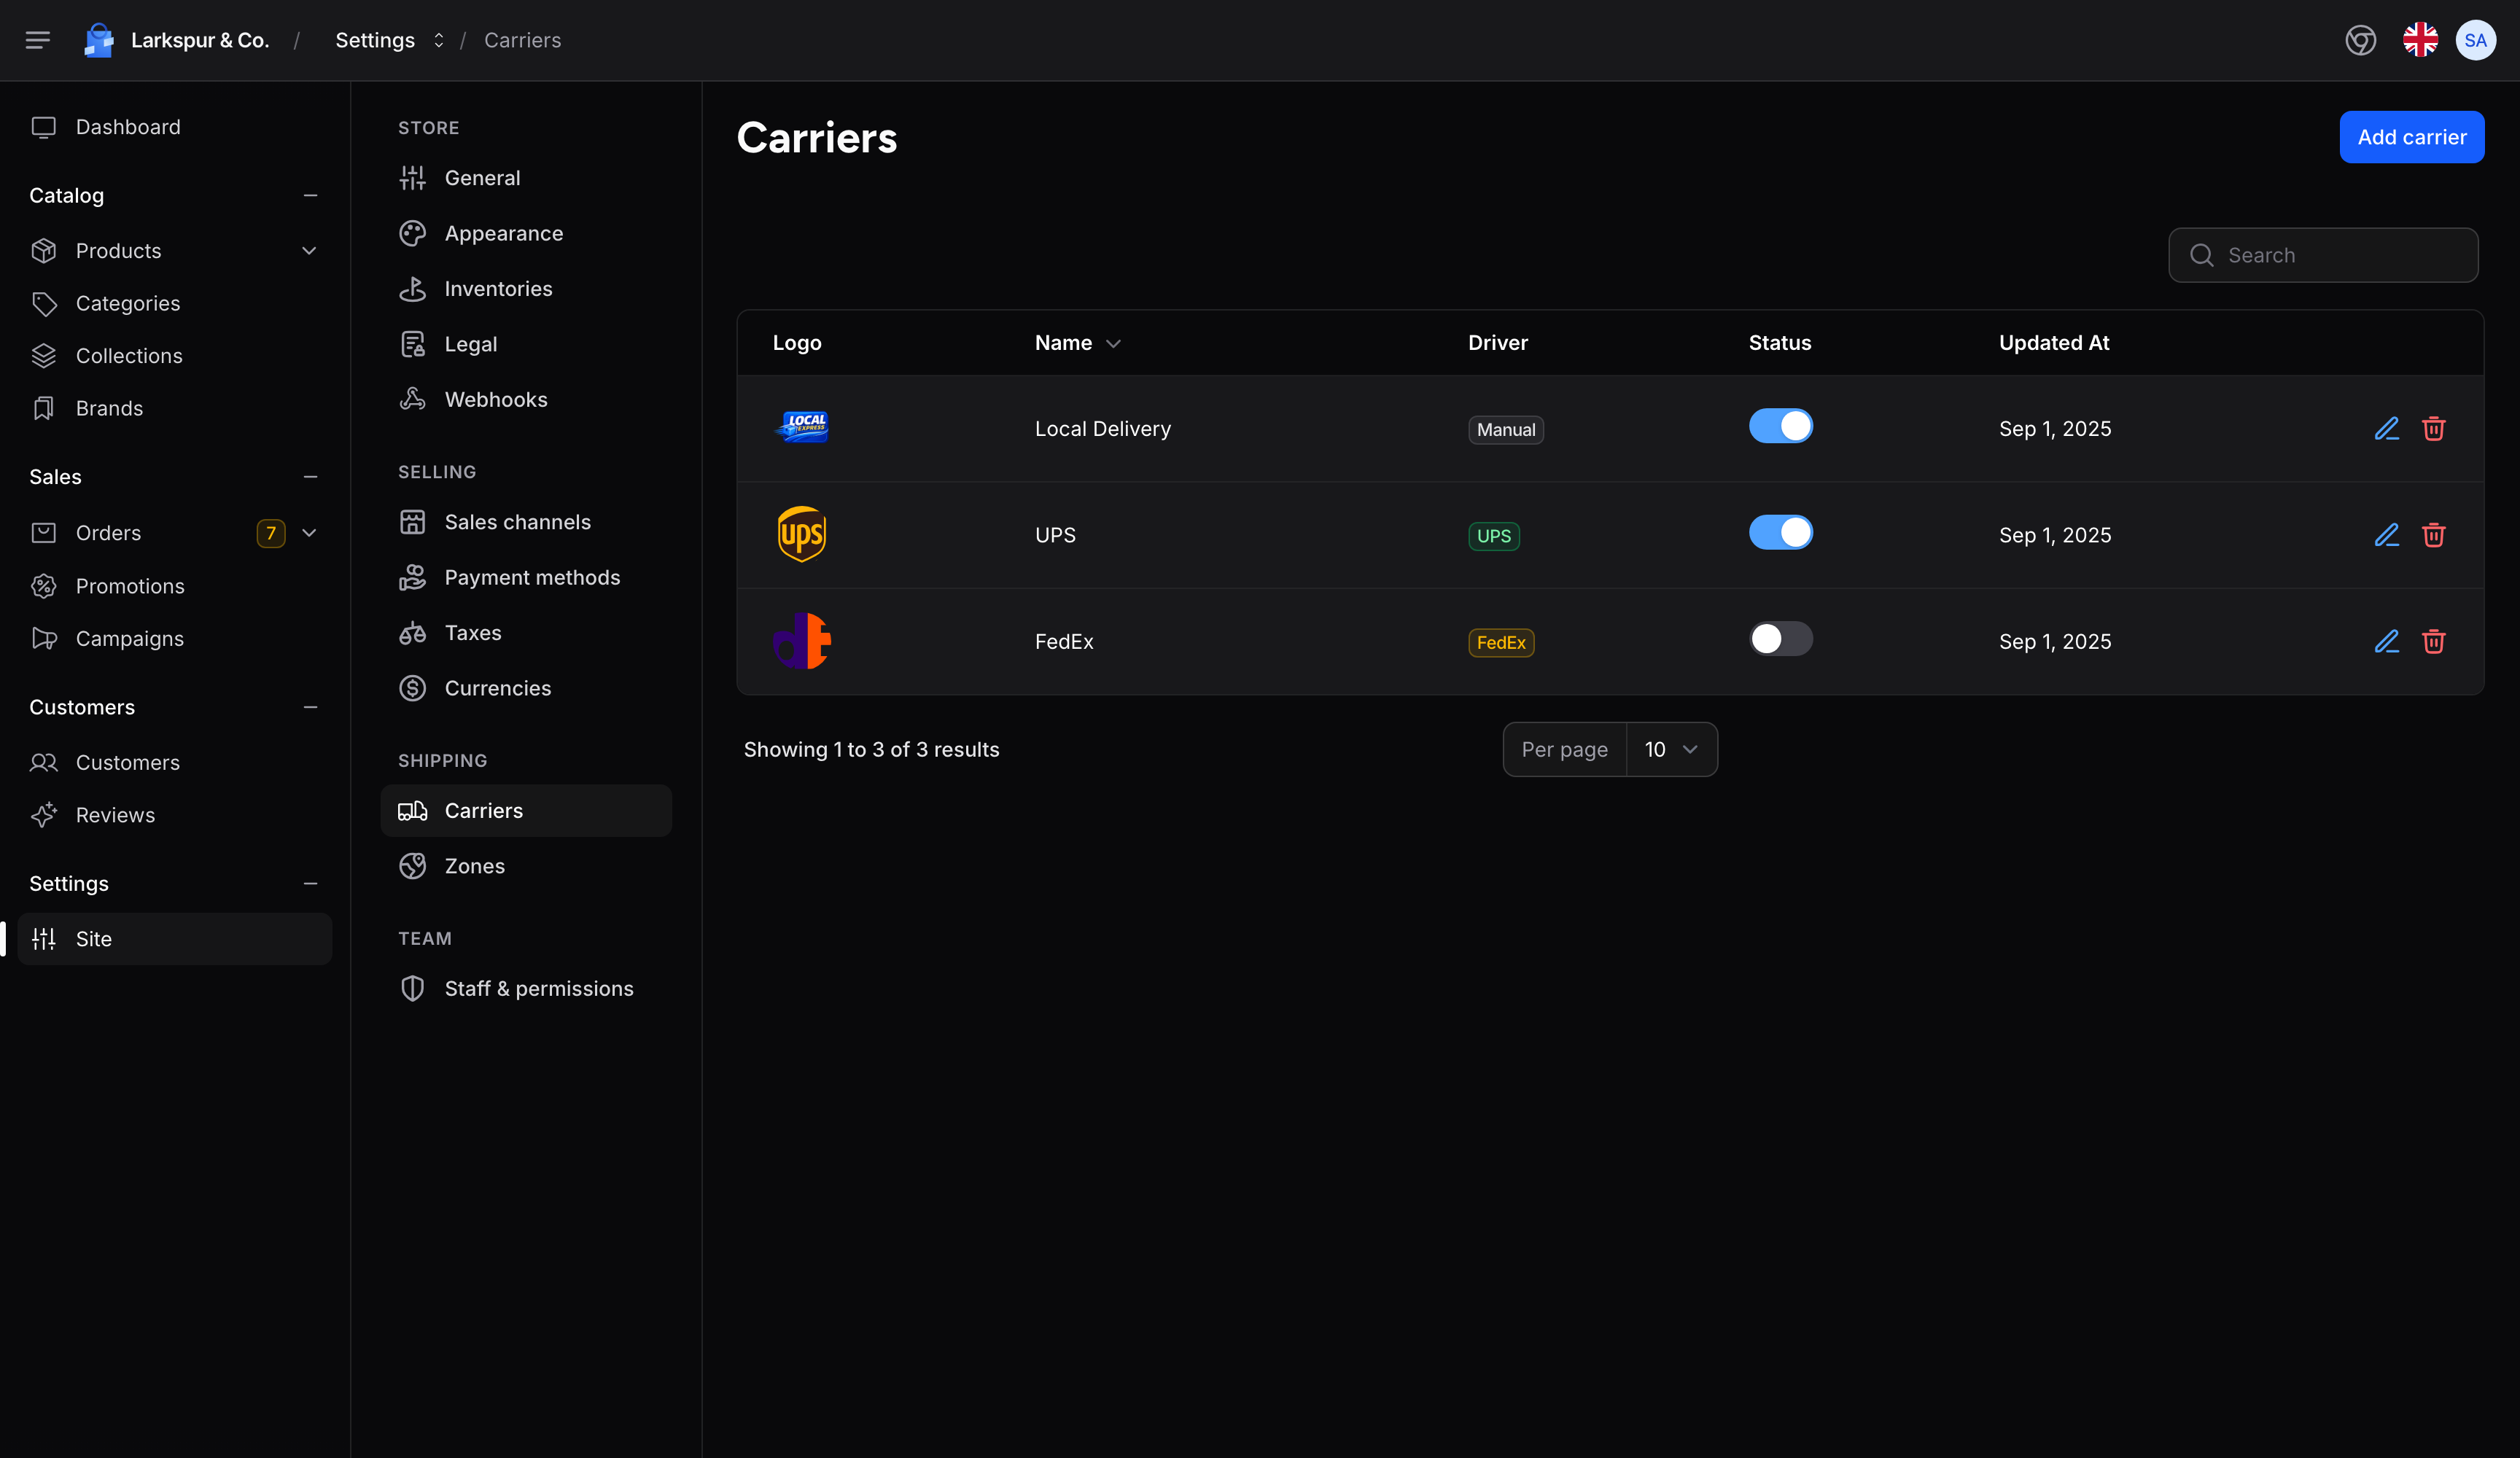 Larkspur & Co. / Settings / Carriers
SA
Dashboard
Catalog
Products
Categories
Collections
Brands
Sales
Orders 7
Promotions
Campaigns
Customers
Customers
Reviews
Settings
Site
STORE
General
Appearance
Inventories
Legal
Webhooks
SELLING
Sales channels
Payment methods
Taxes
Currencies
SHIPPING
Carriers
Zones
TEAM
Staff & permissions
Carriers
Add carrier
Search
Logo Name Driver Status Updated At
LOCAL
EXPRESS
Local Delivery Manual Sep 1, 2025
ups UPS UPS Sep 1, 2025
FedEx FedEx Sep 1, 2025
Showing 1 to 3 of 3 results
Per page 10